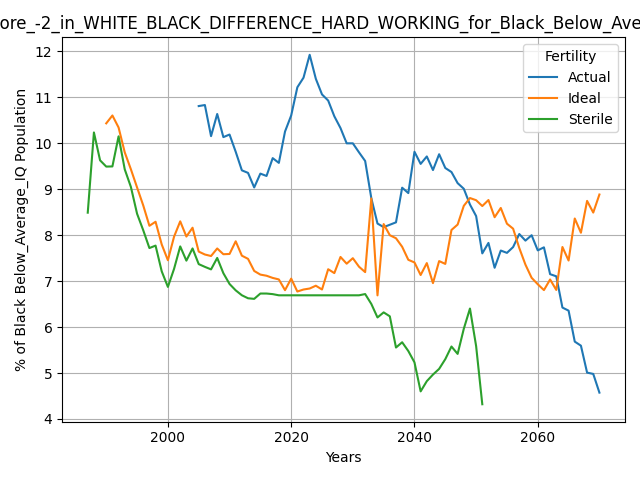 ore_-2_in_WHITE_BLACK_DIFFERENCE_HARD_WORKING_for_Black_Below_Ave
Fertility
Actual
Ideal
Sterile
% of Black Below_Average_IQ Population
12
11
10
9
8
7
6
5
4
2000 2020 2040 2060
Years